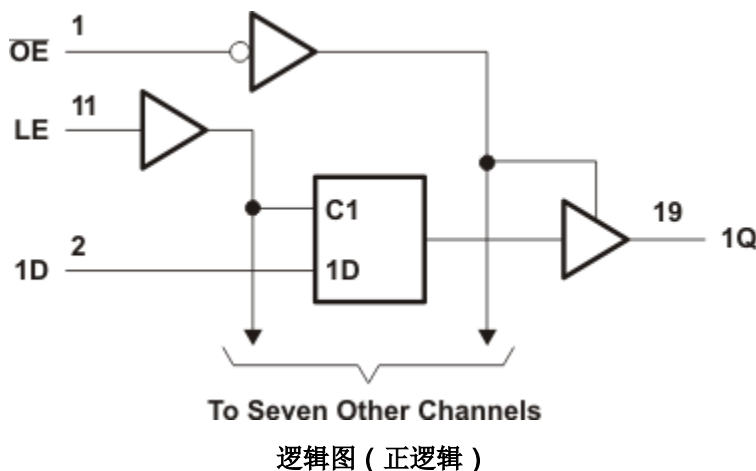 1
OE
11
LE
C1
19
1Q
2
1D
1D
To Seven Other Channels
逻辑图 ( 正逻辑 )